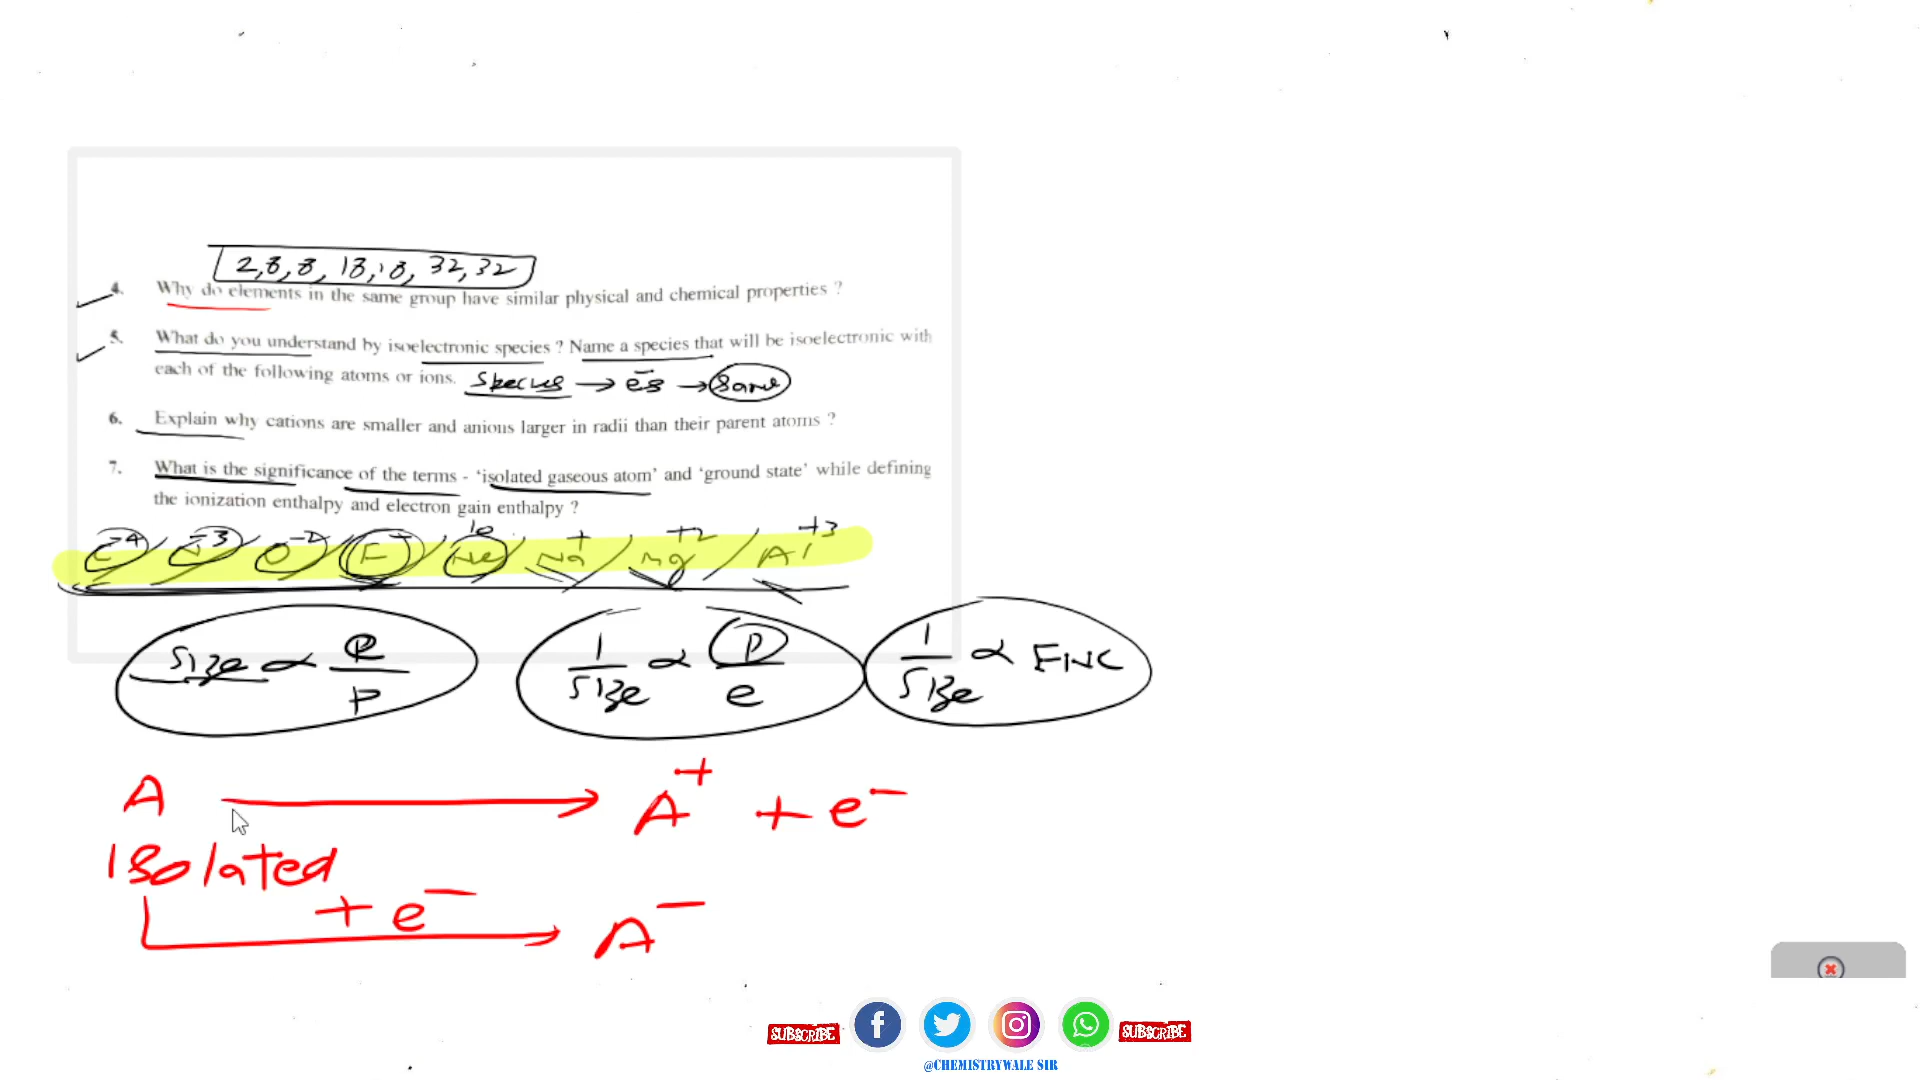 2,8,8,18,18,32,32
4. Why do elements in the same group have similar physical and chemical properties ?
5. What do you understand by isoelectronic species ? Name a species that will be isoelectronic with
each of the following atoms or ions. Species → e⁻s → same
6. Explain why cations are smaller and anions larger in radii than their parent atoms ?
7. What is the significance of the terms - 'isolated gaseous atom' and 'ground state' while defining
the ionization enthalpy and electron gain enthalpy ?
C⁻⁴ / N⁻³ / O⁻² / F⁻ / Ne¹⁰ / Na⁺ / Mg⁺² / Al⁺³
size ∝ e/p 1/size ∝ p/e 1/size ∝ ENC
A → A⁺ + e⁻
Isolated
+ e⁻ → A⁻
SUBSCRIBE SUBSCRIBE
@CHEMISTRYWALE SIR